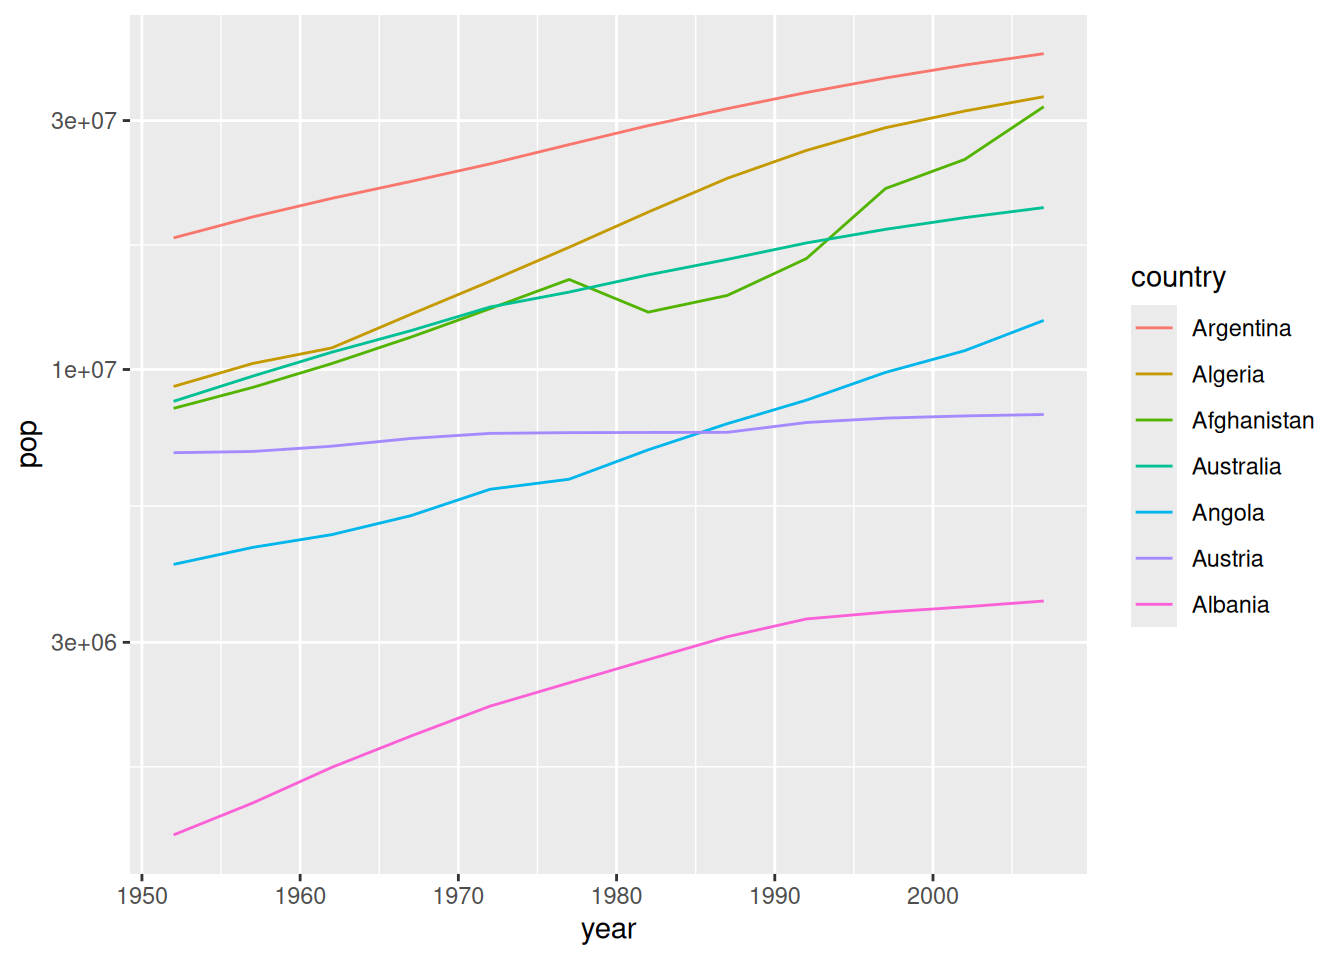 3e+07
1e+07
3e+06
pop
1950 1960 1970 1980 1990 2000
year
country
Argentina
Algeria
Afghanistan
Australia
Angola
Austria
Albania